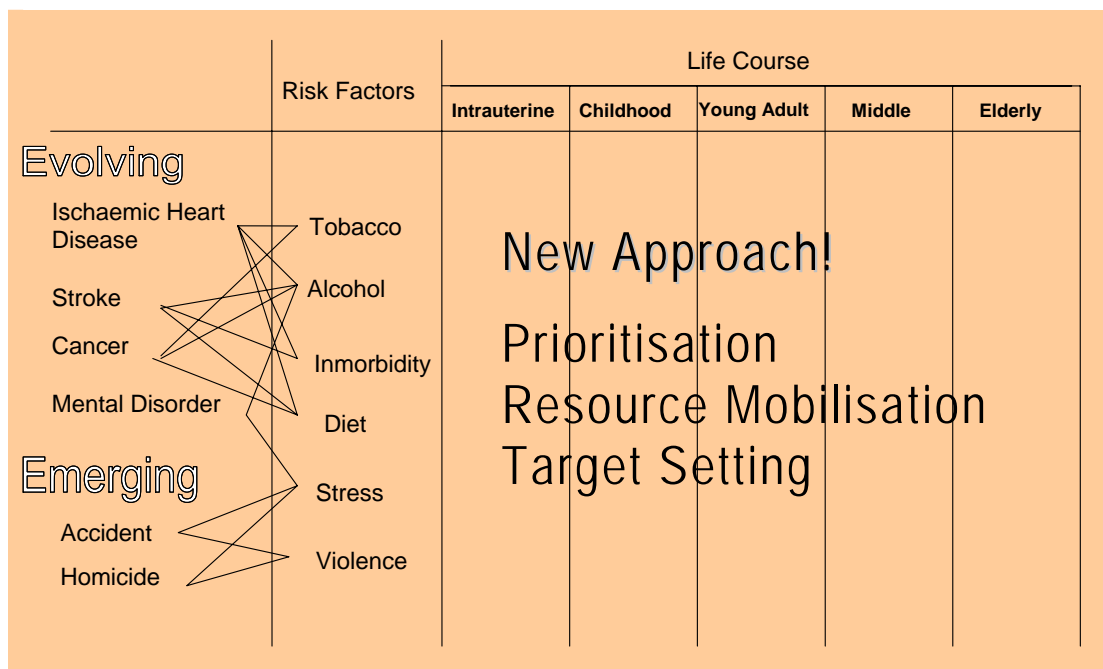 Life Course
Risk Factors
Intrauterine Childhood Young Adult Middle Elderly
Evolving
Ischaemic Heart
Disease
Stroke
Cancer
Mental Disorder
Emerging
Accident
Homicide
Tobacco
Alcohol
Inmorbidity
Diet
Stress
Violence
New Approach!
Prioritisation
Resource Mobilisation
Target Setting